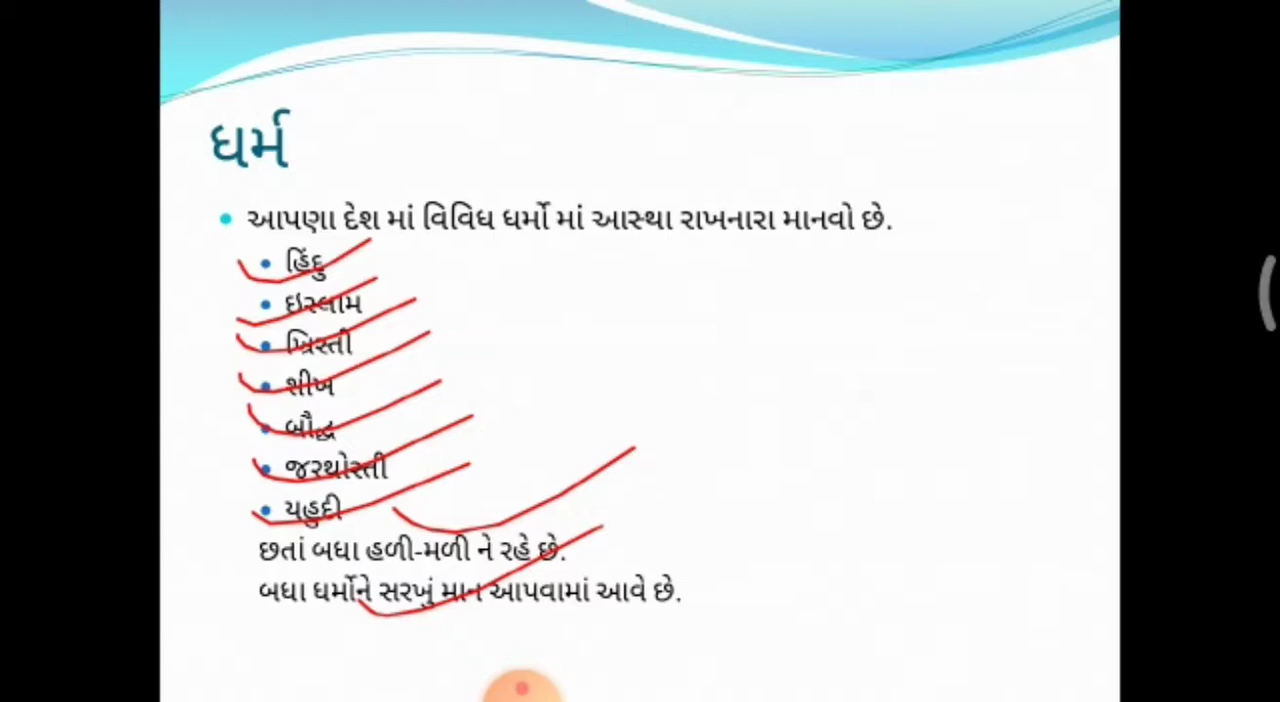 ધર્મ
આપણા દેશ માં વિવિધ ધર્મો માં આસ્થા રાખનારા માનવો છે.
હિંદુ
ઇસ્લામ
ખ્રિસ્તી
શીખ
બૌદ્ધ
જરથોસ્તી
યહુદી
છતાં બધા હળી-મળી ને રહે છે.
બધા ધર્મોને સરખું માન આપવામાં આવે છે.